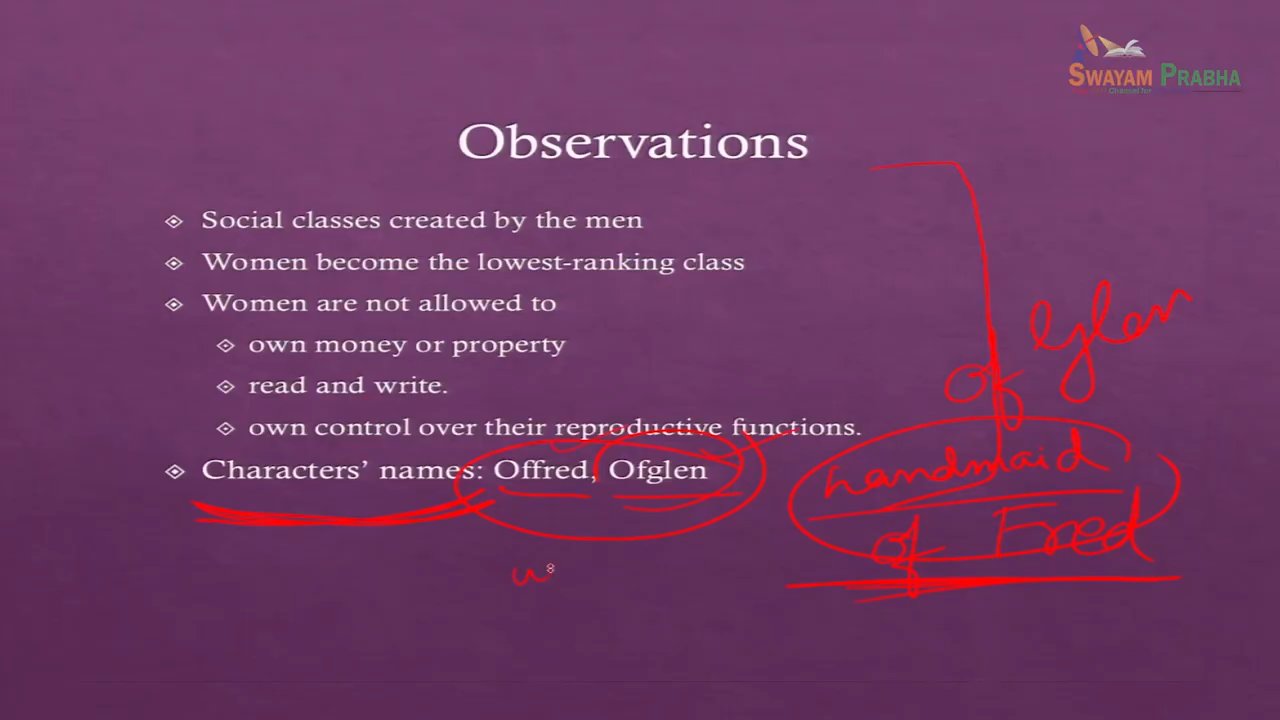 SWAYAM PRABHA
Observations
Social classes created by the men
Women become the lowest-ranking class
Women are not allowed to
own money or property
read and write.
own control over their reproductive functions.
Characters' names: Offred, Ofglen
of Glen
handmaid
of Fred